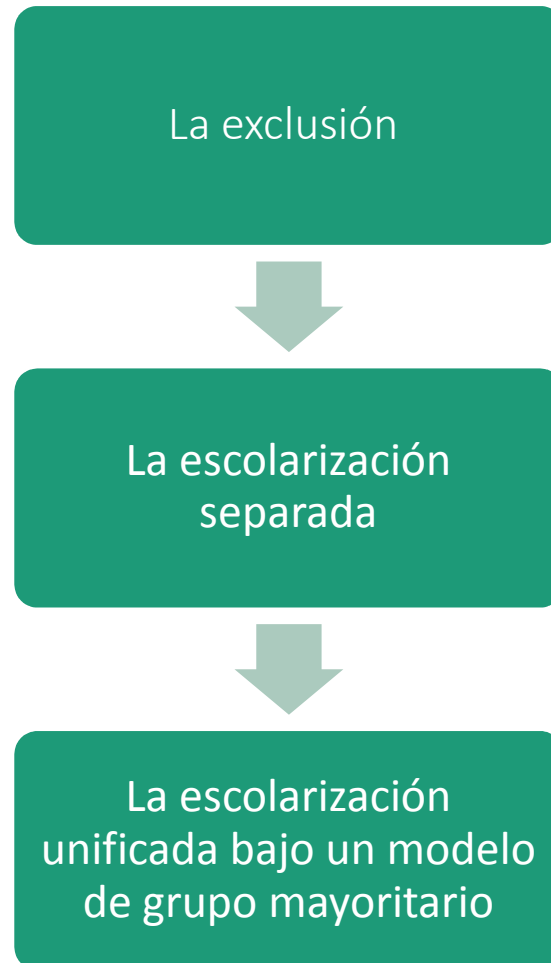 La exclusión
La escolarización
separada
La escolarización
unificada bajo un modelo
de grupo mayoritario